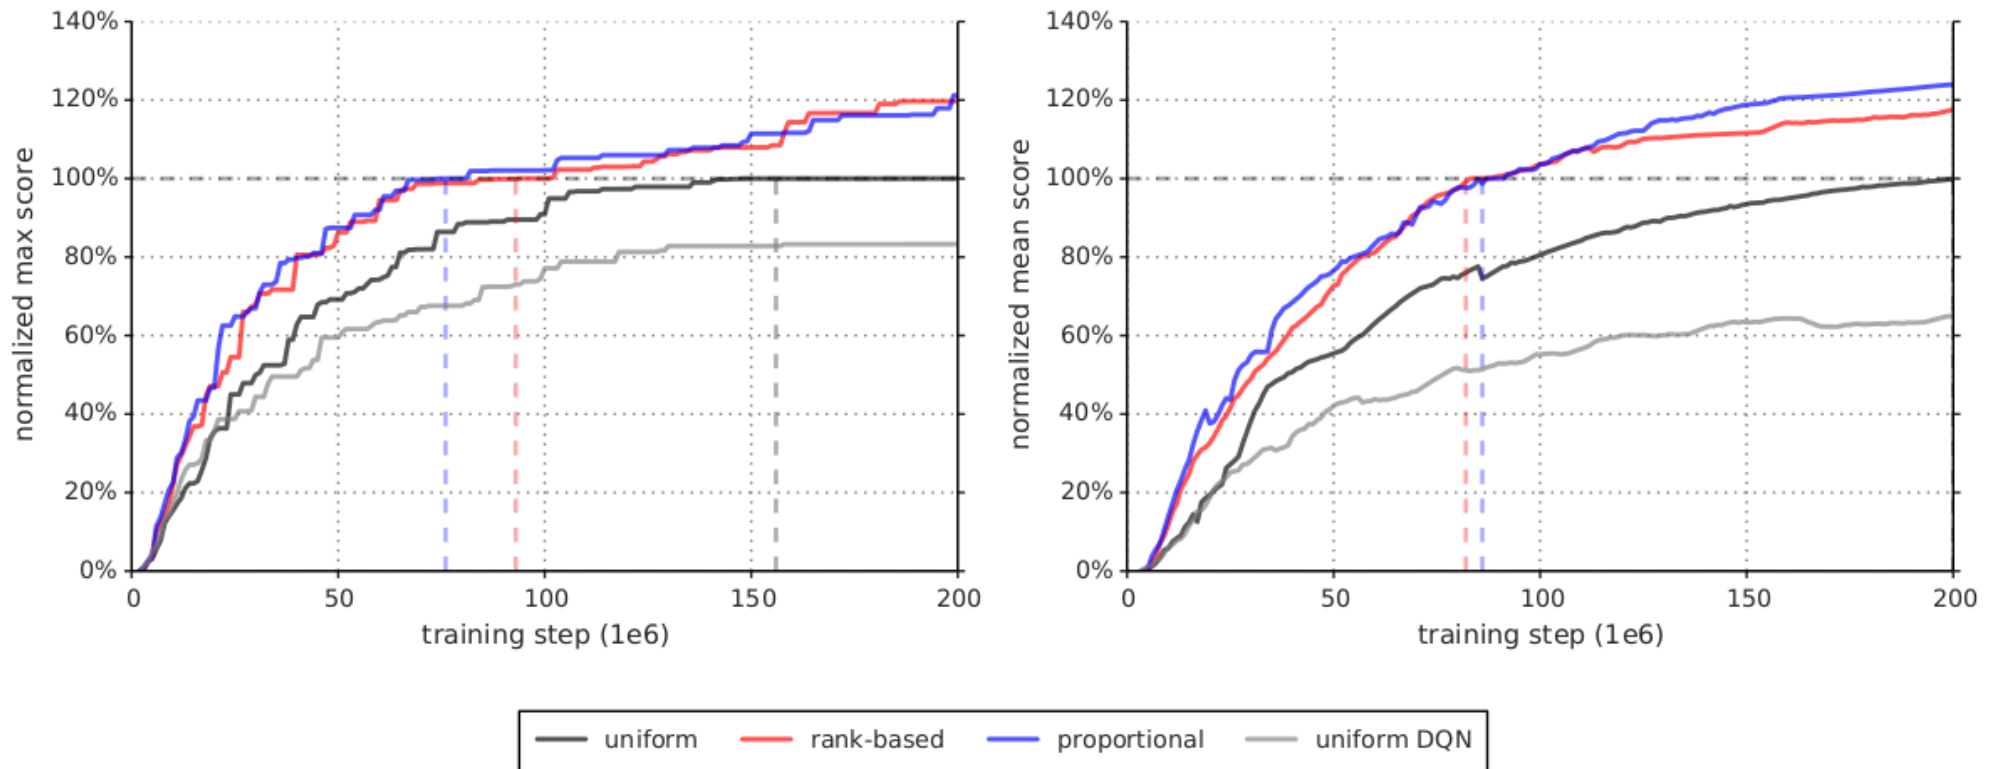 normalized max score
140%
120%
100%
80%
60%
40%
20%
0%
0 50 100 150 200
training step (1e6)
normalized mean score
140%
120%
100%
80%
60%
40%
20%
0%
0 50 100 150 200
training step (1e6)
uniform rank-based proportional uniform DQN